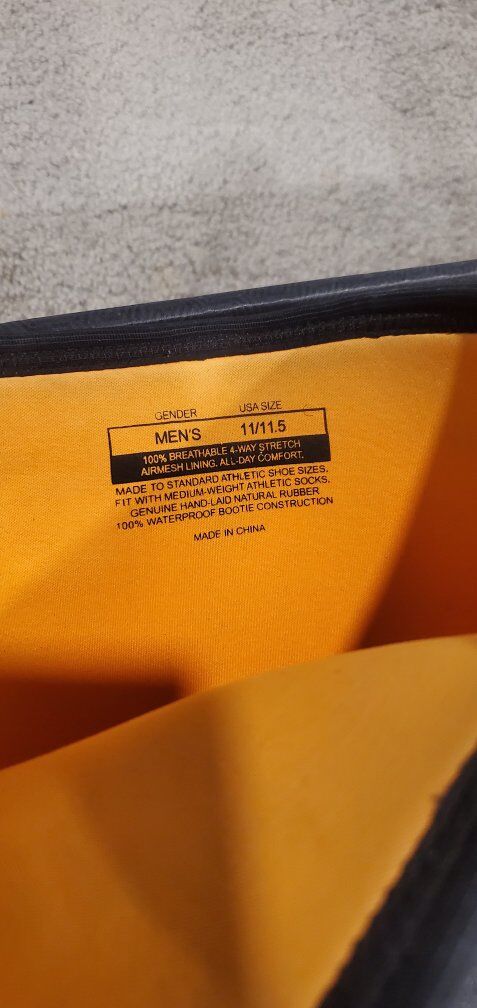 GENDER USA SIZE
MEN'S 11/11.5
100% BREATHABLE 4-WAY STRETCH
AIRMESH LINING. ALL-DAY COMFORT.
MADE TO STANDARD ATHLETIC SHOE SIZES.
FIT WITH MEDIUM-WEIGHT ATHLETIC SOCKS.
GENUINE HAND-LAID NATURAL RUBBER
100% WATERPROOF BOOTIE CONSTRUCTION
MADE IN CHINA